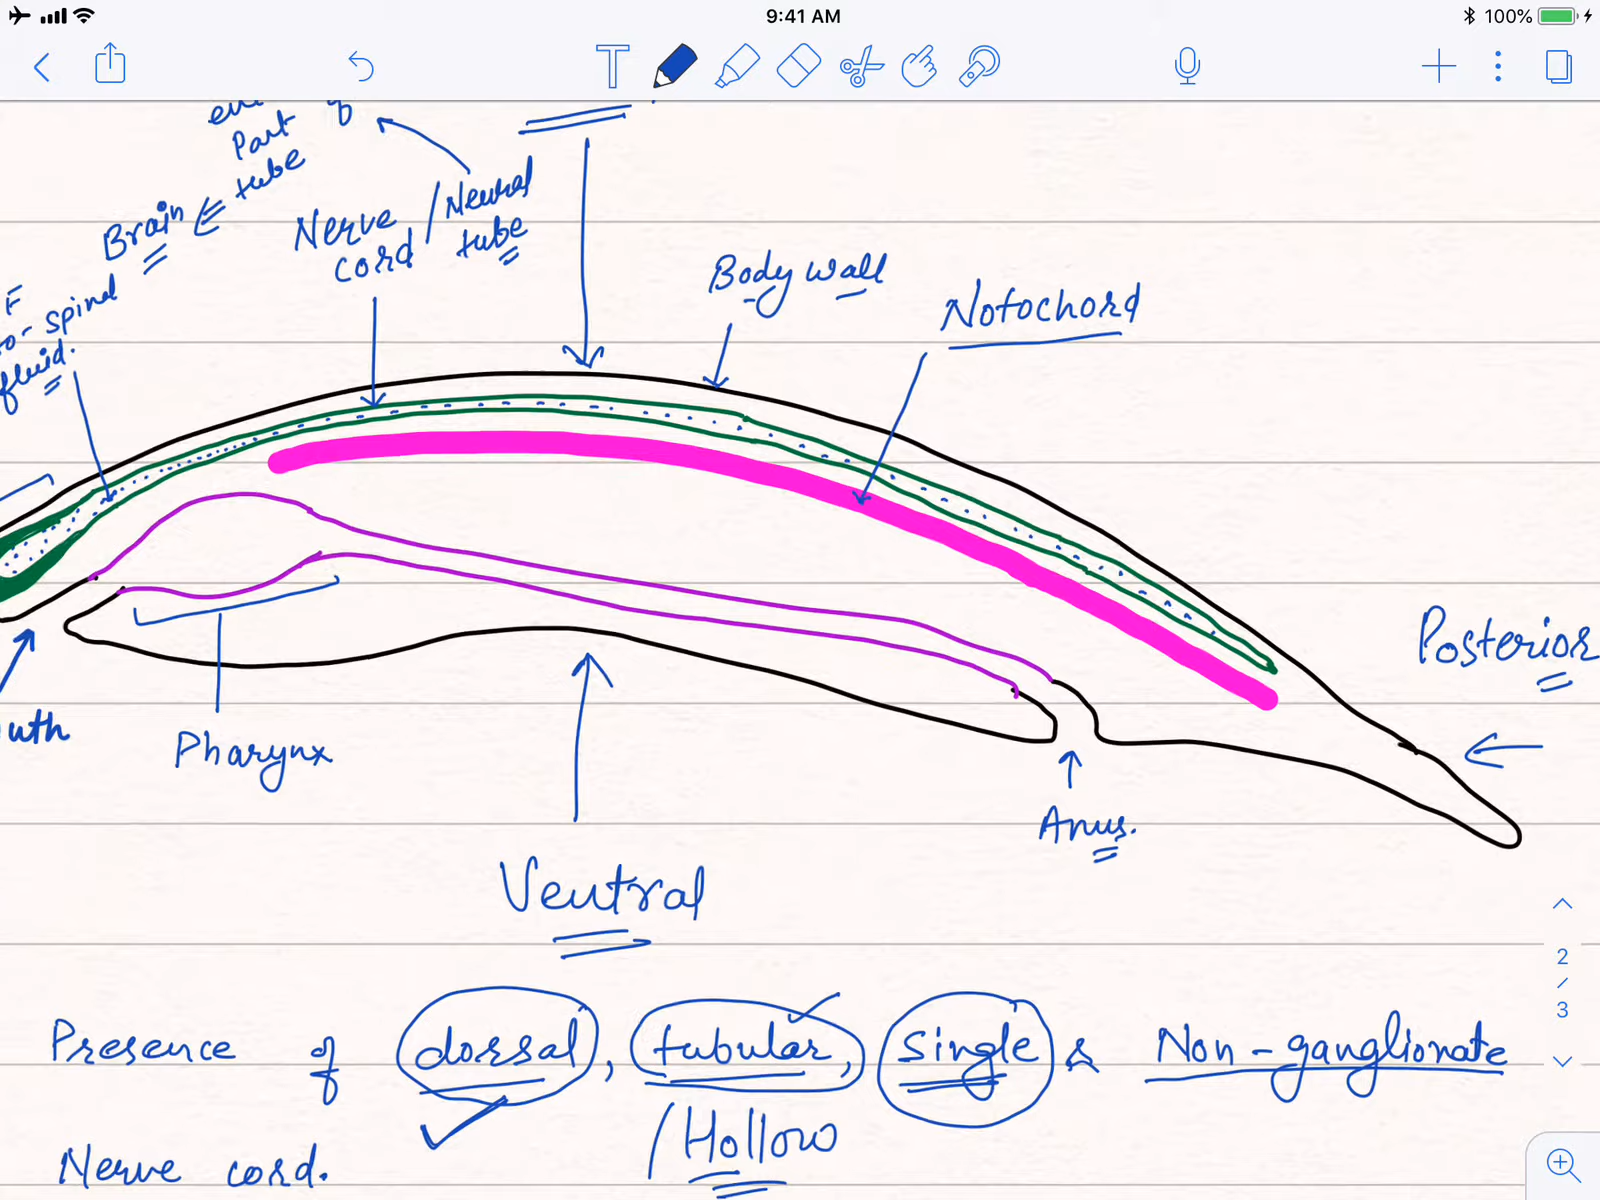 9:41 AM
100%
T
Part
tube
Brain
Nerve cord / Neural tube
Body wall
Notochord
F
o-spinal
fluid.
Posterior
uth
Pharynx
Anus.
Ventral
2
/
3
Presence of dorsal, tubular, single & Non-ganglionate
/Hollow
Nerve cord.